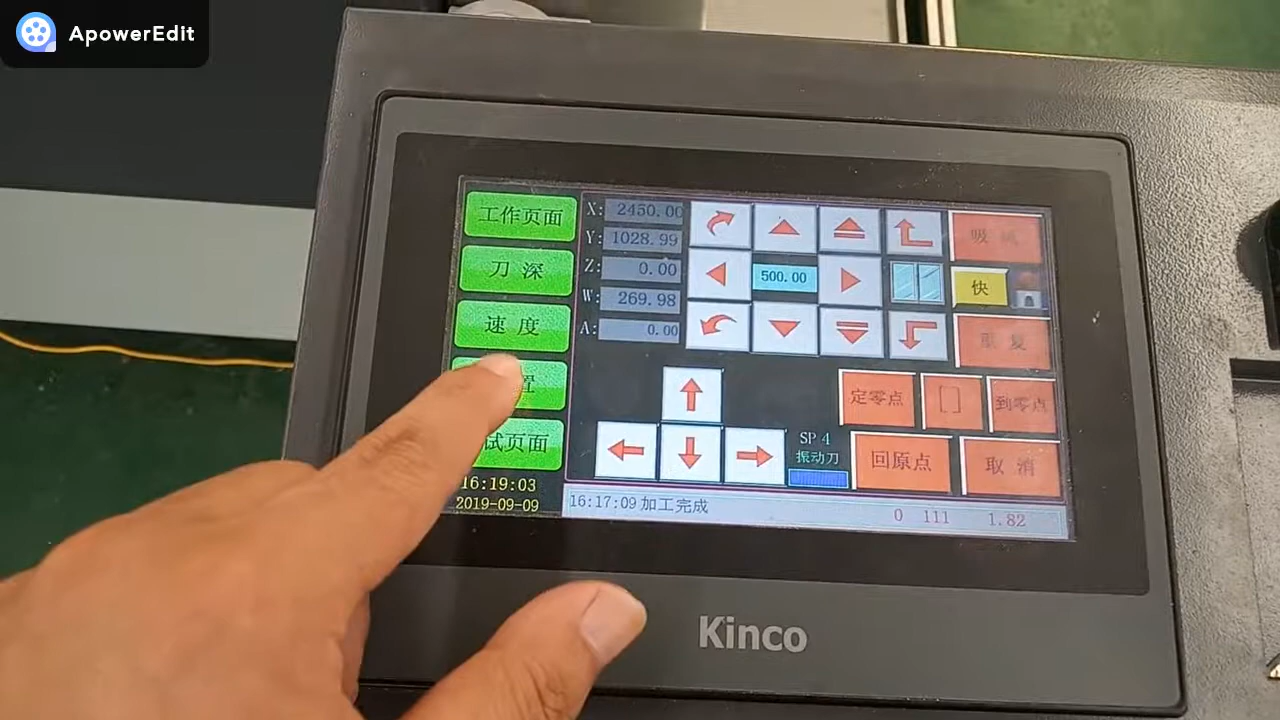 ApowerEdit
工作页面
刀 深
速 度
置
试页面
16:19:03
2019-09-09
X: 2450.00
Y: 1028.99
Z: 0.00
W: 269.98
A: 0.00
500.00
快
重 复
定零点
[ ]
到零点
SP 4
振动刀
回原点
取 消
16:17:09 加工完成
0 111 1.82
Kinco